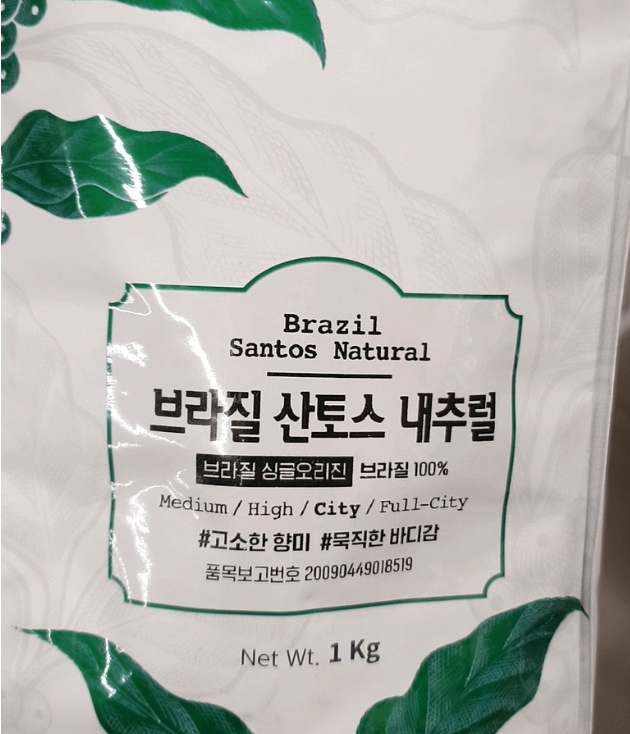 Brazil
Santos Natural
브라질 산토스 내추럴
브라질 싱글오리진 브라질 100%
Medium / High / City / Full-City
#고소한 향미 #묵직한 바디감
품목보고번호 20090449018519
Net Wt. 1 Kg